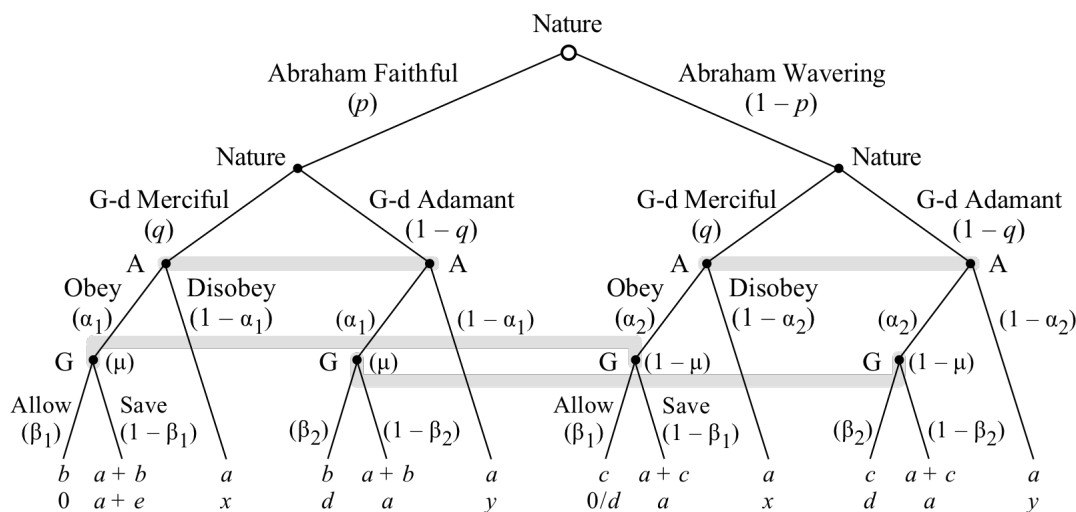 Nature
Abraham Faithful Abraham Wavering
(p) (1 – p)
Nature Nature
G-d Merciful G-d Adamant G-d Merciful G-d Adamant
(q) (1 – q) (q) (1 – q)
A A A A
Obey Disobey Obey Disobey
(α1) (1 – α1) (α1) (1 – α1) (α2) (1 – α2) (α2) (1 – α2)
G (μ) G (μ) G (1 – μ) G (1 – μ)
Allow Save Allow Save
(β1) (1 – β1) (β2) (1 – β2) (β1) (1 – β1) (β2) (1 – β2)
b a + b a b a + b a c a + c a c a + c a
0 a + e x d a y 0/d a x d a y